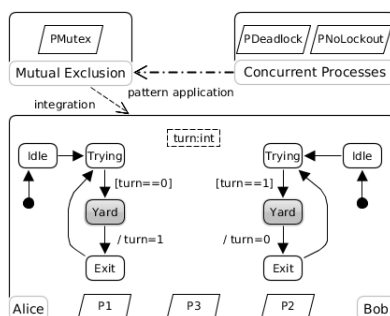 PMutex
PDeadlock
PNoLockout
Mutual Exclusion
Concurrent Processes
pattern application
integration
turn:int
Idle
Trying
Trying
Idle
[turn==0]
[turn==1]
Yard
Yard
/ turn=1
/ turn=0
Exit
Exit
Alice
P1
P3
P2
Bob